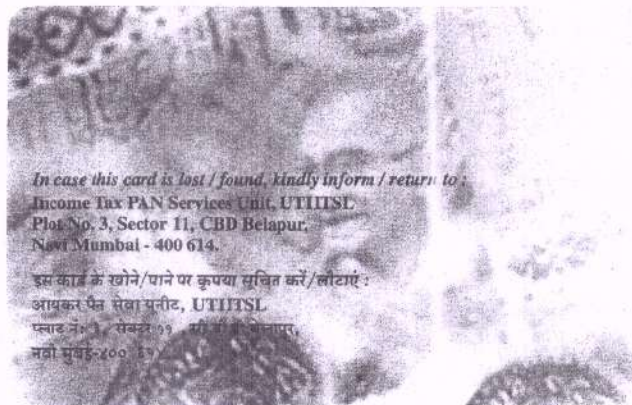 In case this card is lost / found, kindly inform / return to :
Income Tax PAN Services Unit, UTIITSL
Plot No. 3, Sector 11, CBD Belapur,
Navi Mumbai - 400 614.
इस कार्ड के खोने/पाने पर कृपया सूचित करें/लौटाएं :
आयकर पैन सेवा यूनीट, UTIITSL
प्लाट नं: ३, सेक्टर ११, सी.बी.डी. बेलापुर,
नवी मुंबई-४००